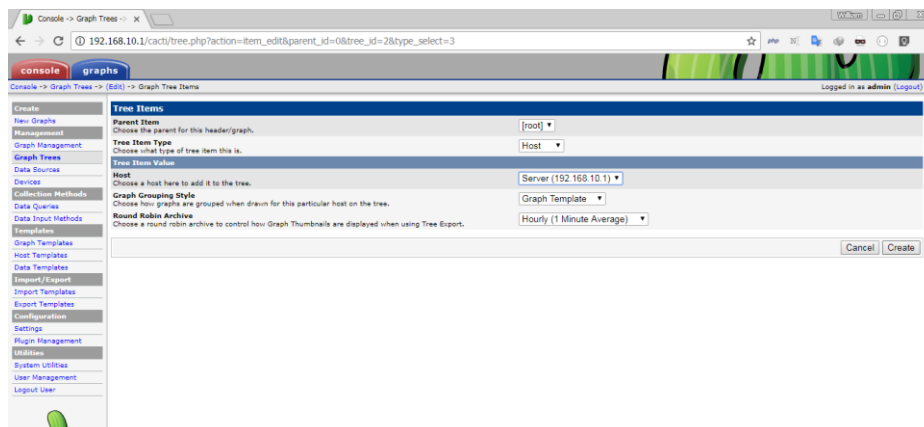 Console -> Graph Trees ->
William
192.168.10.1/cacti/tree.php?action=item_edit&parent_id=0&tree_id=2&type_select=3
console graphs
Console -> Graph Trees -> (Edit) -> Graph Tree Items
Logged in as admin (Logout)
Create
New Graphs
Management
Graph Management
Graph Trees
Data Sources
Devices
Collection Methods
Data Queries
Data Input Methods
Templates
Graph Templates
Host Templates
Data Templates
Import/Export
Import Templates
Export Templates
Configuration
Settings
Plugin Management
Utilities
System Utilities
User Management
Logout User
Tree Items
Parent Item
Choose the parent for this header/graph.
[root]
Tree Item Type
Choose what type of tree item this is.
Host
Tree Item Value
Host
Choose a host here to add it to the tree.
Server (192.168.10.1)
Graph Grouping Style
Choose how graphs are grouped when drawn for this particular host on the tree.
Graph Template
Round Robin Archive
Choose a round robin archive to control how Graph Thumbnails are displayed when using Tree Export.
Hourly (1 Minute Average)
Cancel Create